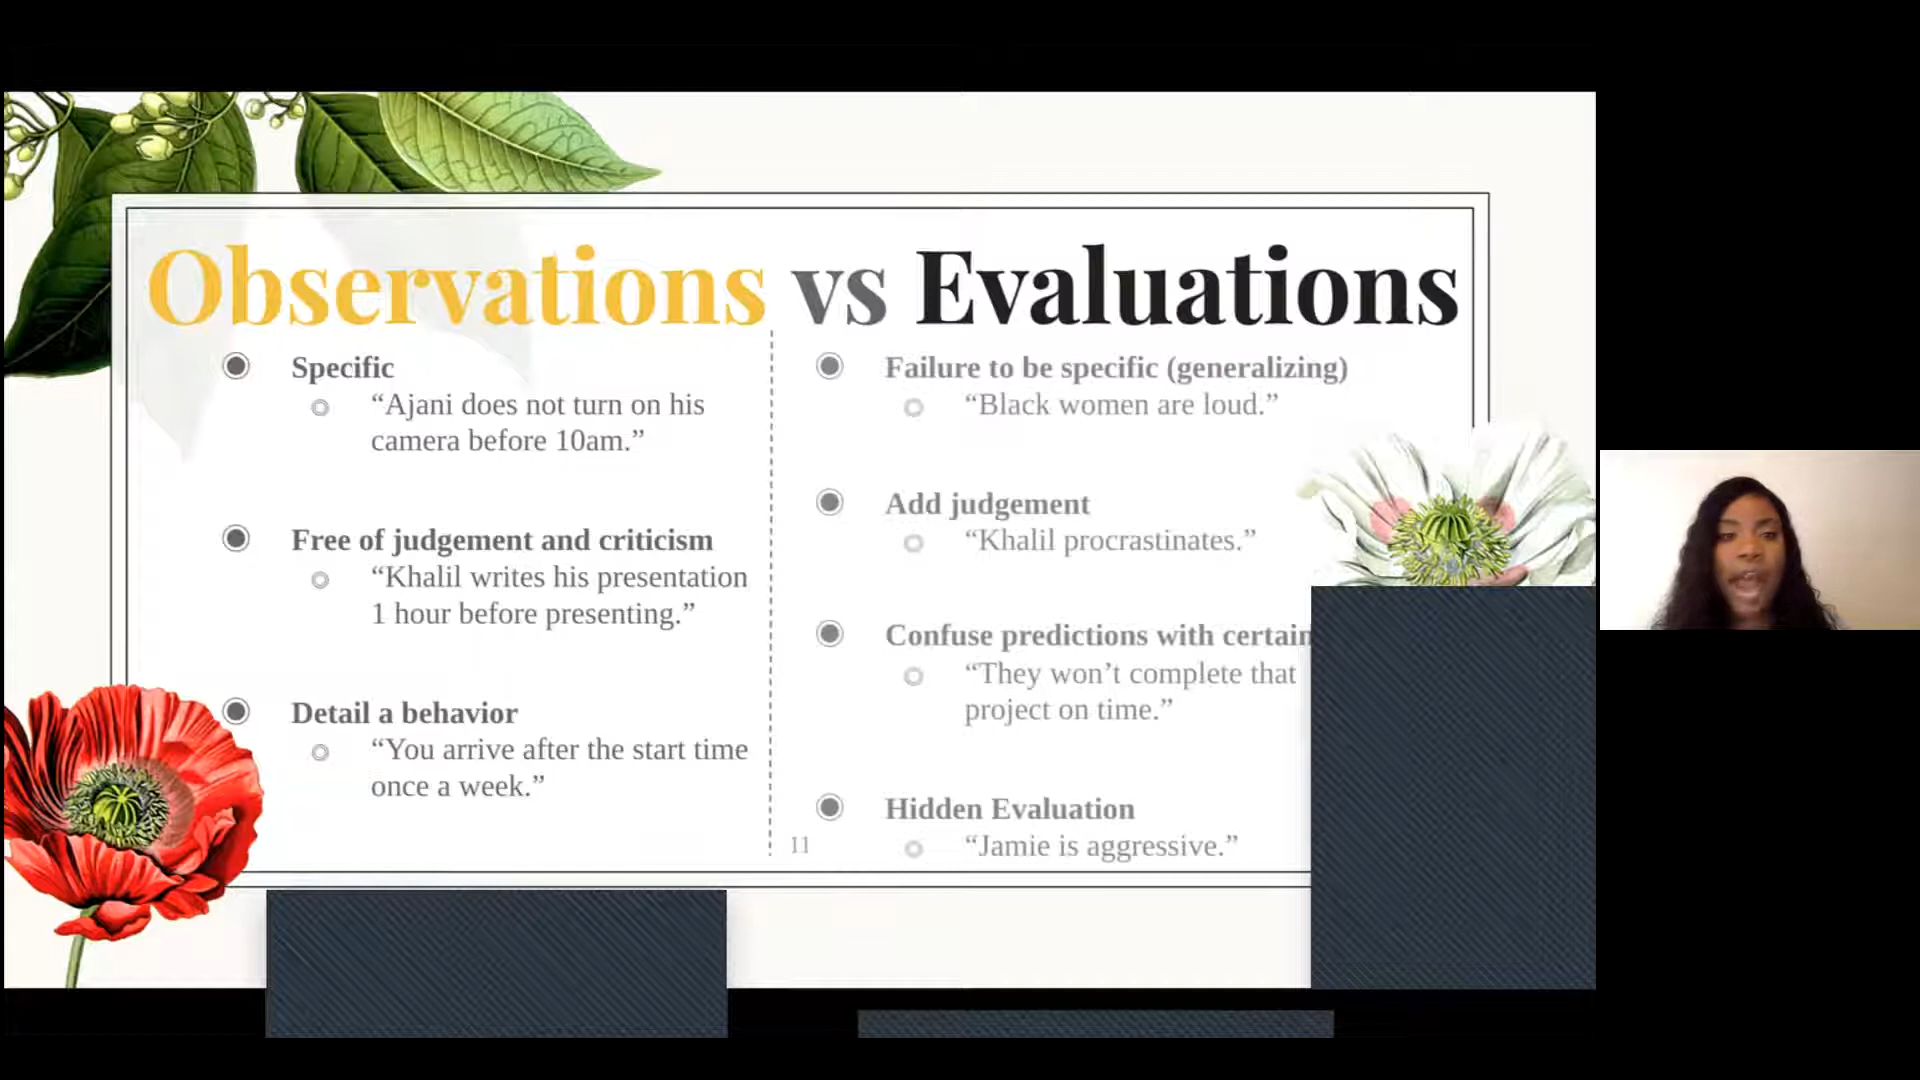 Observations vs Evaluations
Specific
“Ajani does not turn on his
camera before 10am.”
Free of judgement and criticism
“Khalil writes his presentation
1 hour before presenting.”
Detail a behavior
“You arrive after the start time
once a week.”
Failure to be specific (generalizing)
“Black women are loud.”
Add judgement
“Khalil procrastinates.”
Confuse predictions with certain
“They won’t complete that
project on time.”
Hidden Evaluation
“Jamie is aggressive.”
11